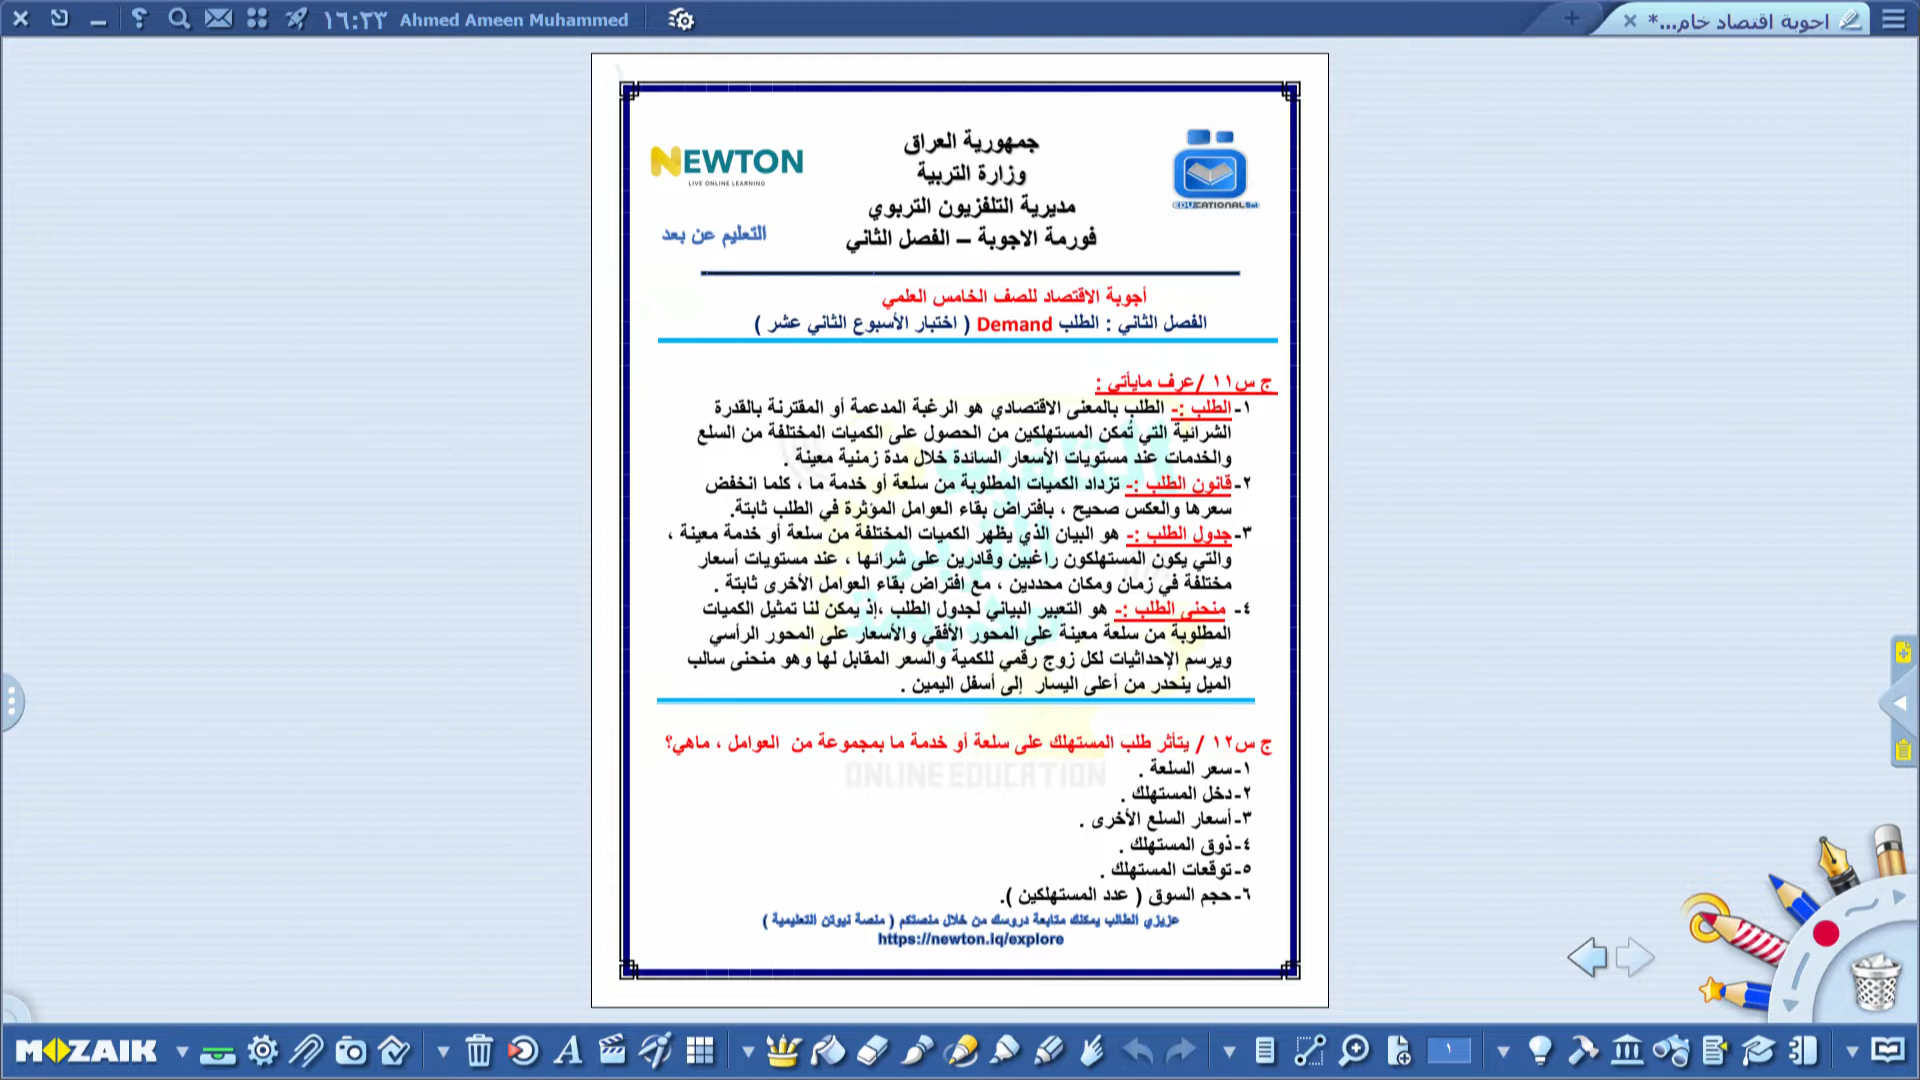 ١٦:٢٣ Ahmed Ameen Muhammed
اجوبة اقتصاد خام...*
NEWTON
LIVE ONLINE LEARNING
التعليم عن بعد
جمهورية العراق
وزارة التربية
مديرية التلفزيون التربوي
فورمة الاجوبة – الفصل الثاني
EDUCATIONALSat
أجوبة الاقتصاد للصف الخامس العلمي
الفصل الثاني : الطلب Demand ( اختبار الأسبوع الثاني عشر )
ج س١١ /عرف مايأتي :
١- الطلب :- الطلب بالمعنى الاقتصادي هو الرغبة المدعمة أو المقترنة بالقدرة
الشرائية التي تُمكن المستهلكين من الحصول على الكميات المختلفة من السلع
والخدمات عند مستويات الأسعار السائدة خلال مدة زمنية معينة .
٢- قانون الطلب :- تزداد الكميات المطلوبة من سلعة أو خدمة ما ، كلما انخفض
سعرها والعكس صحيح ، بافتراض بقاء العوامل المؤثرة في الطلب ثابتة.
٣- جدول الطلب :- هو البيان الذي يظهر الكميات المختلفة من سلعة أو خدمة معينة ،
والتي يكون المستهلكون راغبين وقادرين على شرائها ، عند مستويات أسعار
مختلفة في زمان ومكان محددين ، مع افتراض بقاء العوامل الأخرى ثابتة .
٤- منحنى الطلب :- هو التعبير البياني لجدول الطلب ،إذ يمكن لنا تمثيل الكميات
المطلوبة من سلعة معينة على المحور الأفقي والأسعار على المحور الرأسي
ويرسم الإحداثيات لكل زوج رقمي للكمية والسعر المقابل لها وهو منحنى سالب
الميل ينحدر من أعلى اليسار إلى أسفل اليمين .
ج س١٢ / يتأثر طلب المستهلك على سلعة أو خدمة ما بمجموعة من العوامل ، ماهي؟
ONLINE EDUCATION
١-سعر السلعة .
٢-دخل المستهلك .
٣-أسعار السلع الأخرى .
٤-ذوق المستهلك .
٥-توقعات المستهلك .
٦-حجم السوق ( عدد المستهلكين ).
عزيزي الطالب يمكنك متابعة دروسك من خلال منصتكم ( منصة نيوتن التعليمية )
https://newton.iq/explore
MOZAIK
١